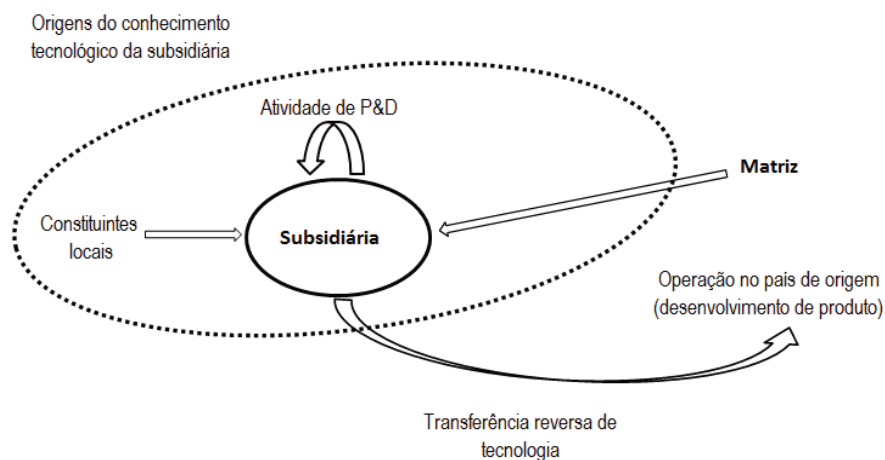 Origens do conhecimento
tecnológico da subsidiária
Atividade de P&D
Matriz
Constituintes
locais
Subsidiária
Operação no país de origem
(desenvolvimento de produto)
Transferência reversa de
tecnologia